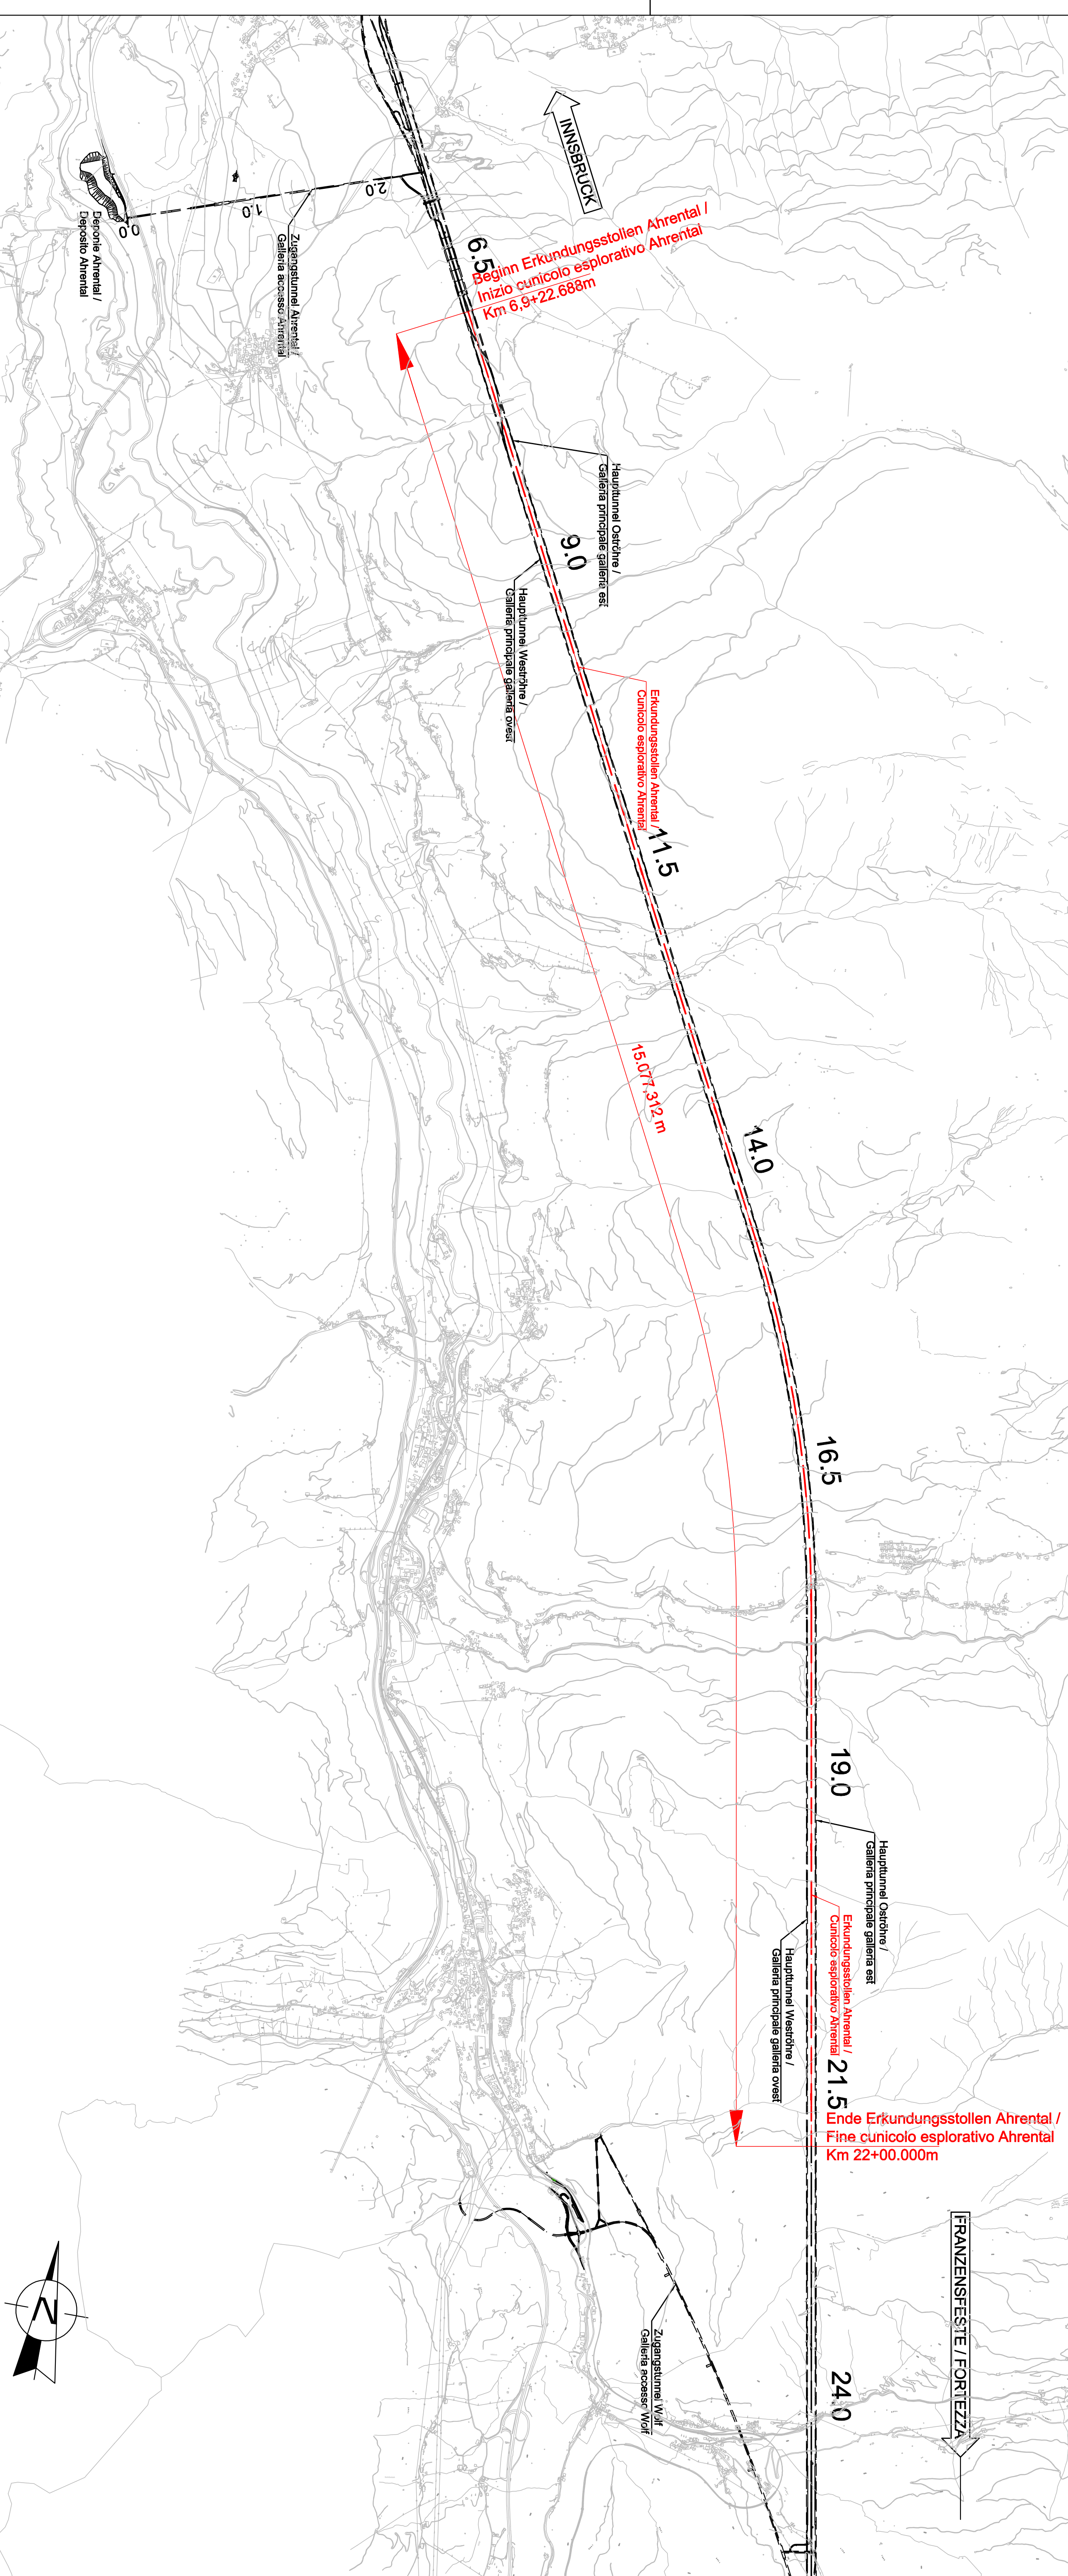 INNSBRUCK
2.0
1.0
0.0
Deponie Ahrental /
Deposito Ahrental
Zugangstunnel Ahrental /
Galleria accesso Ahrental
6.5
Beginn Erkundungsstollen Ahrental /
Inizio cunicolo esplorativo Ahrental
Km 6,9+22.688m
Haupttunnel Oströhre /
Galleria principale galleria est
9.0
Haupttunnel Weströhre /
Galleria principale galleria ovest
Erkundungsstollen Ahrental /
Cunicolo esplorativo Ahrental
11.5
15.077,312 m
14.0
16.5
19.0
Haupttunnel Oströhre /
Galleria principale galleria est
Erkundungsstollen Ahrental /
Cunicolo esplorativo Ahrental
Haupttunnel Weströhre /
Galleria principale galleria ovest
21.5
Ende Erkundungsstollen Ahrental /
Fine cunicolo esplorativo Ahrental
Km 22+00.000m
FRANZENSFESTE / FORTEZZA
N
Zugangstunnel Wolf
Galleria accesso Wolf
24.0